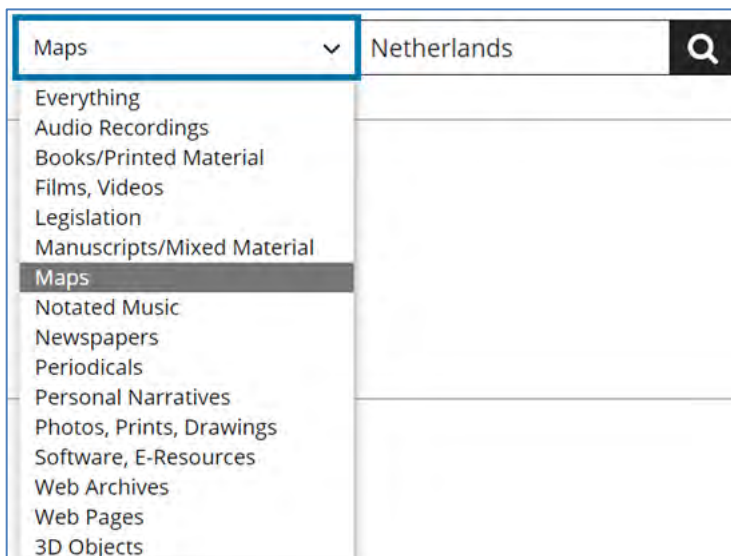 Maps Netherlands
Everything
Audio Recordings
Books/Printed Material
Films, Videos
Legislation
Manuscripts/Mixed Material
Maps
Notated Music
Newspapers
Periodicals
Personal Narratives
Photos, Prints, Drawings
Software, E-Resources
Web Archives
Web Pages
3D Objects